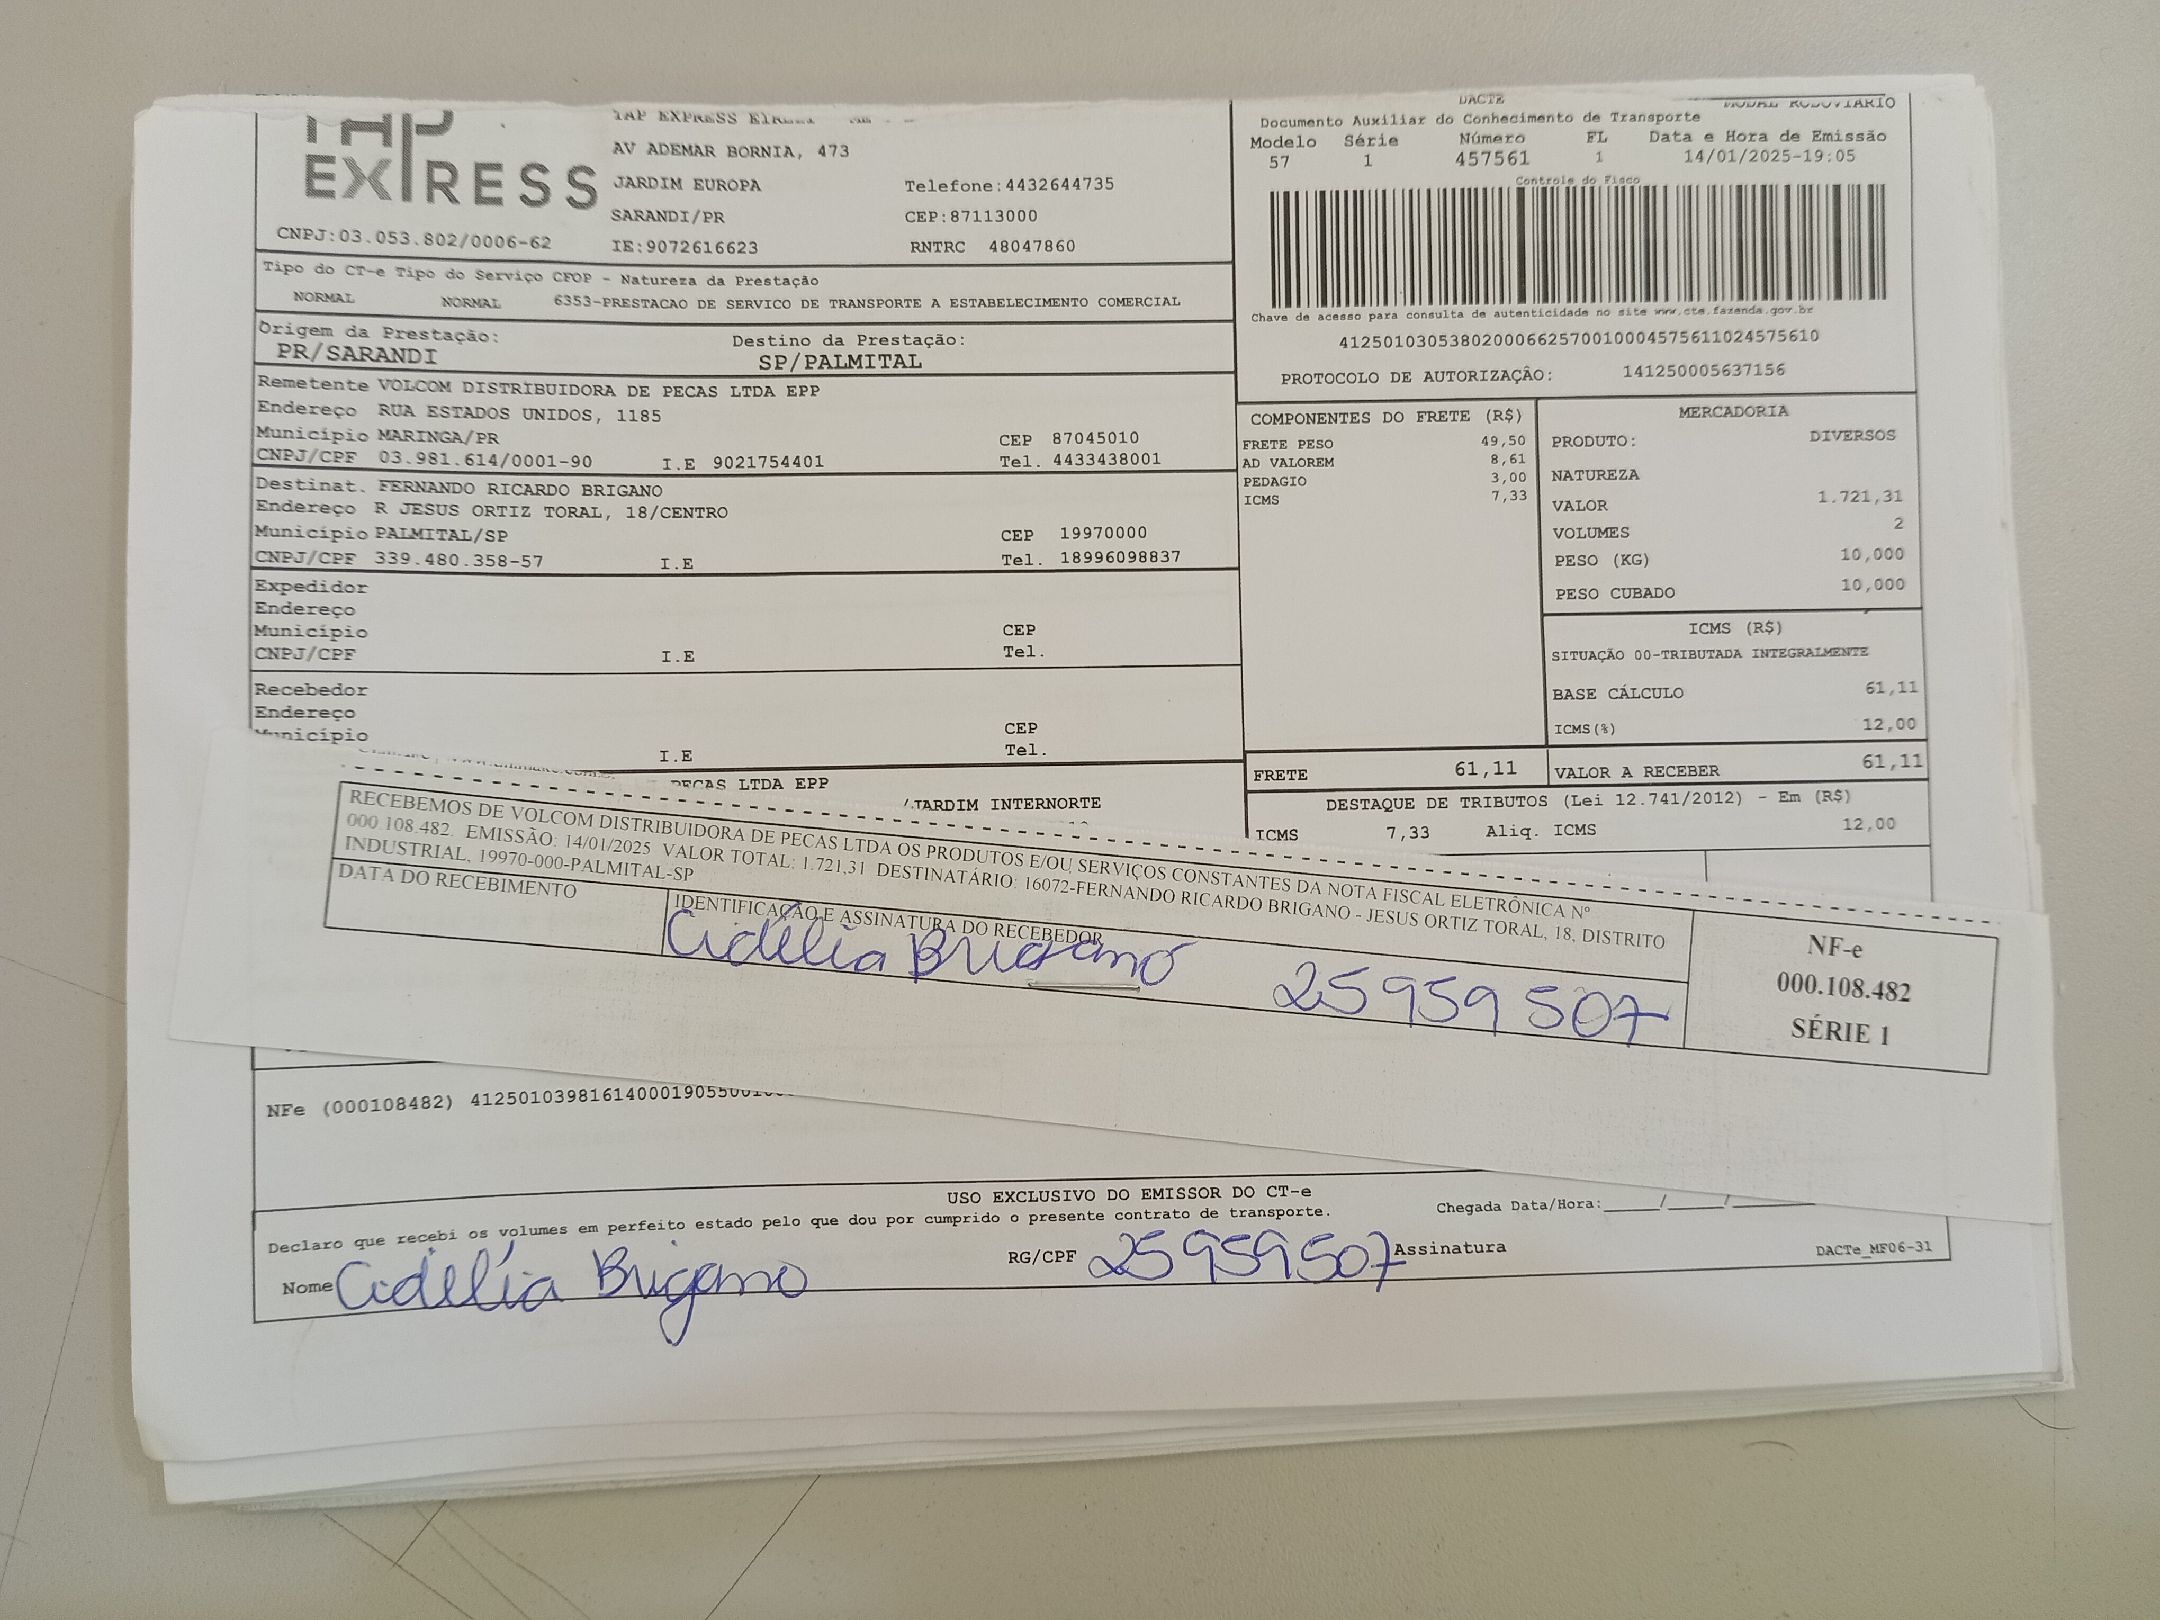 TAP
EXPRESS
CNPJ:03.053.802/0006-62
TAP EXPRESS
AV ADEMAR BORNIA, 473
JARDIM EUROPA Telefone:4432644735
SARANDI/PR CEP:87113000
IE:9072616623 RNTRC 48047860
Tipo do CT-e Tipo do Serviço CFOP - Natureza da Prestação
NORMAL NORMAL 6353-PRESTACAO DE SERVICO DE TRANSPORTE A ESTABELECIMENTO COMERCIAL
Origem da Prestação: Destino da Prestação:
PR/SARANDI SP/PALMITAL
Remetente VOLCOM DISTRIBUIDORA DE PECAS LTDA EPP
Endereço RUA ESTADOS UNIDOS, 1185
Município MARINGA/PR CEP 87045010
CNPJ/CPF 03.981.614/0001-90 I.E 9021754401 Tel. 4433438001
Destinat. FERNANDO RICARDO BRIGANO
Endereço R JESUS ORTIZ TORAL, 18/CENTRO
Município PALMITAL/SP CEP 19970000
CNPJ/CPF 339.480.358-57 I.E Tel. 18996098837
Expedidor
Endereço
Município CEP
CNPJ/CPF I.E Tel.
Recebedor
Endereço
Município CEP
I.E Tel.
PECAS LTDA EPP
JARDIM INTERNORTE
DACTE MODAL RODOVIARIO
Documento Auxiliar do Conhecimento de Transporte
Modelo Série Número FL Data e Hora de Emissão
57 1 457561 1 14/01/2025-19:05
Controle do Fisco
Chave de acesso para consulta de autenticidade no site www.cte.fazenda.gov.br
41250103053802000662570010004575611024575610
PROTOCOLO DE AUTORIZAÇÂO: 141250005637156
COMPONENTES DO FRETE (R$)
FRETE PESO 49,50
AD VALOREM 8,61
PEDAGIO 3,00
ICMS 7,33
MERCADORIA
PRODUTO: DIVERSOS
NATUREZA
VALOR 1.721,31
VOLUMES 2
PESO (KG) 10,000
PESO CUBADO 10,000
ICMS (R$)
SITUAÇÃO 00-TRIBUTADA INTEGRALMENTE
BASE CÁLCULO 61,11
ICMS(%) 12,00
FRETE 61,11 VALOR A RECEBER 61,11
DESTAQUE DE TRIBUTOS (Lei 12.741/2012) - Em (R$)
ICMS 7,33 Aliq. ICMS 12,00
RECEBEMOS DE VOLCOM DISTRIBUIDORA DE PECAS LTDA OS PRODUTOS E/OU SERVIÇOS CONSTANTES DA NOTA FISCAL ELETRÔNICA Nº
000.108.482. EMISSÃO: 14/01/2025 VALOR TOTAL: 1.721,31 DESTINATÁRIO: 16072-FERNANDO RICARDO BRIGANO - JESUS ORTIZ TORAL, 18, DISTRITO
INDUSTRIAL, 19970-000-PALMITAL-SP
DATA DO RECEBIMENTO IDENTIFICAÇÃO E ASSINATURA DO RECEBEDOR
Cidélia Brigano 25959507
NF-e
000.108.482
SÉRIE 1
NFe (000108482) 412501039816140001905500
USO EXCLUSIVO DO EMISSOR DO CT-e
Declaro que recebi os volumes em perfeito estado pelo que dou por cumprido o presente contrato de transporte. Chegada Data/Hora:_____/_____/_______
Nome Cidélia Brigano RG/CPF 25959507 Assinatura DACTe_MF06-31